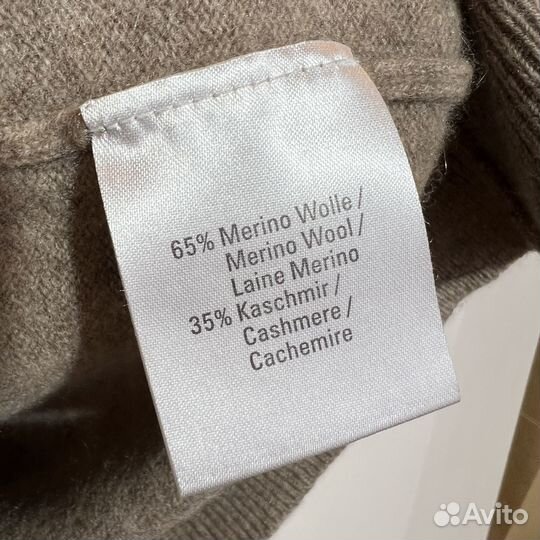 65% Merino Wolle /
Merino Wool /
Laine Merino
35% Kaschmir /
Cashmere /
Cachemire
Avito